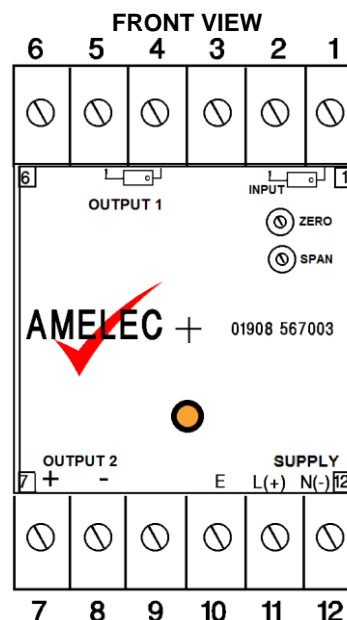 FRONT VIEW
6 5 4 3 2 1
6 1
INPUT
OUTPUT 1
ZERO
SPAN
AMELEC 01908 567003
OUTPUT 2 SUPPLY
7 + - E L(+) N(-) 12
7 8 9 10 11 12